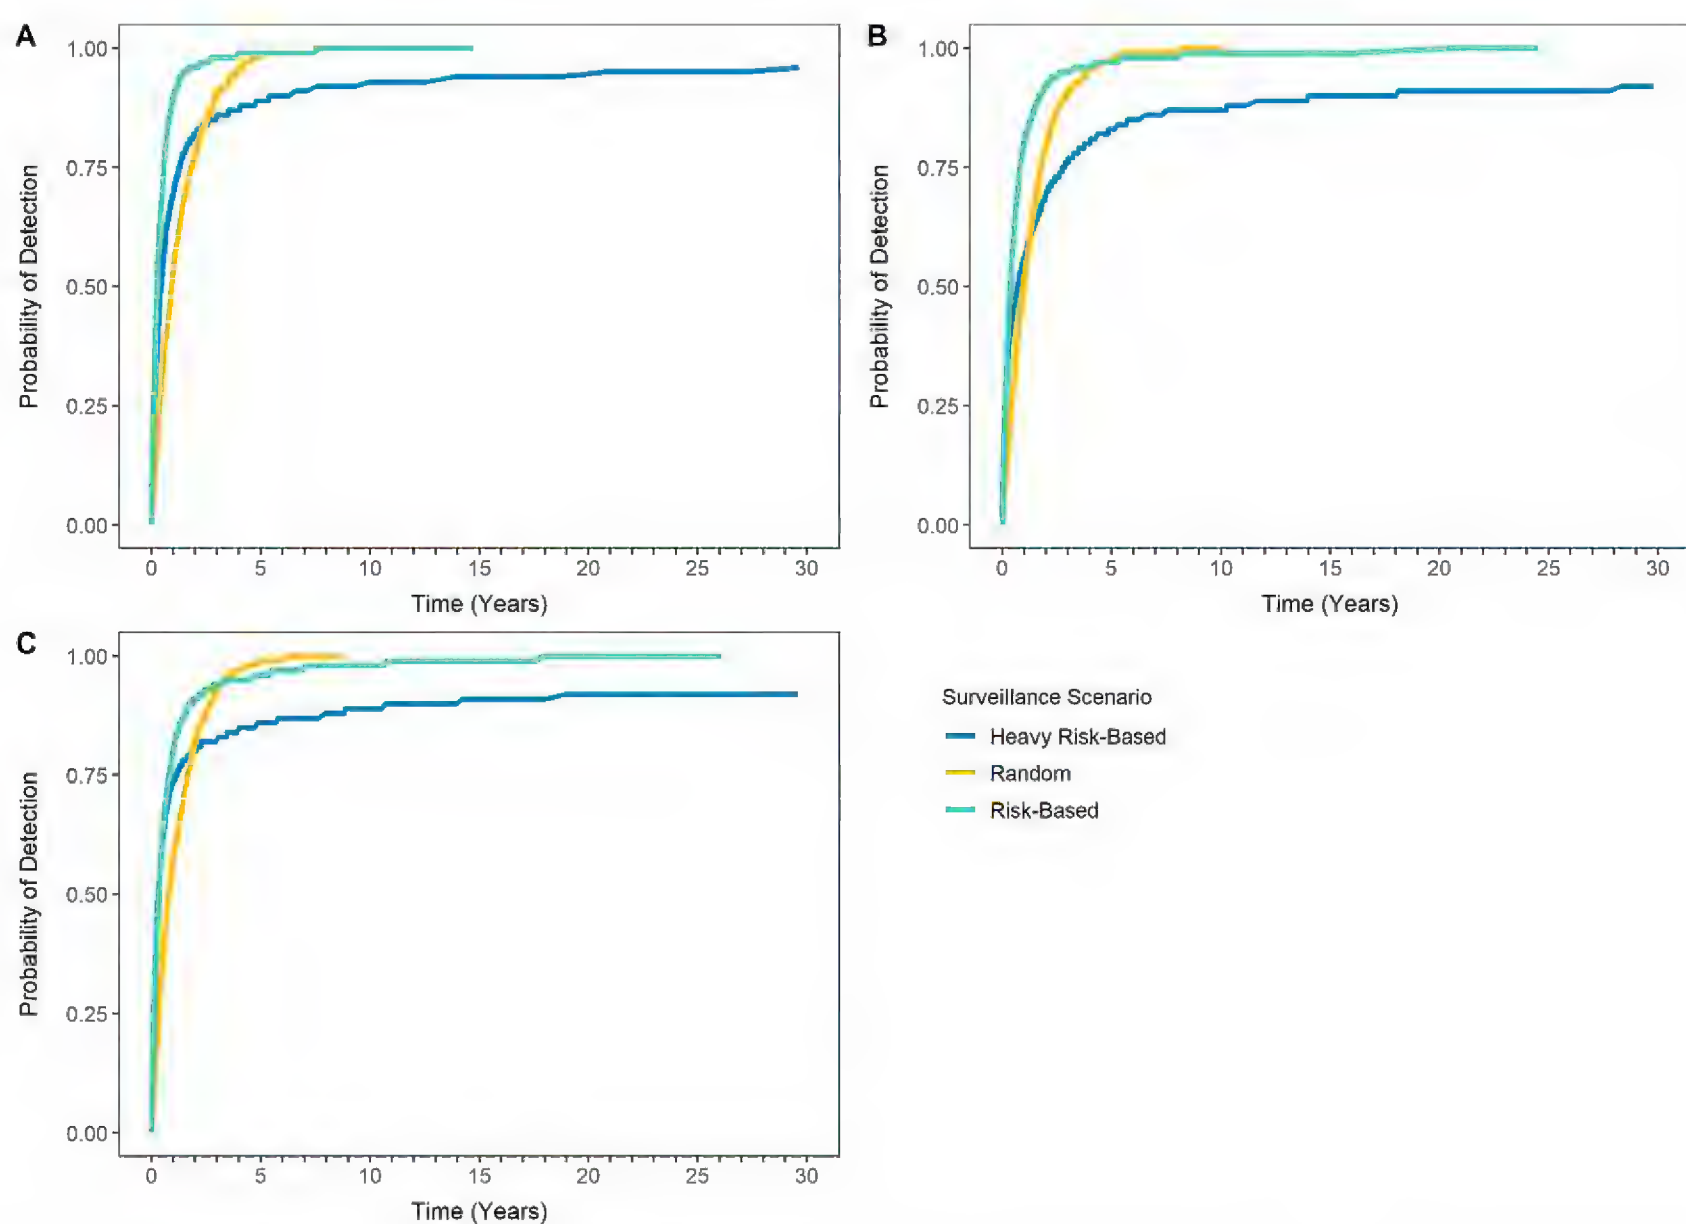 A
1.00
0.75
0.50
0.25
0.00
Probability of Detection
0 5 10 15 20 25 30
Time (Years)
B
1.00
0.75
0.50
0.25
0.00
Probability of Detection
0 5 10 15 20 25 30
Time (Years)
C
1.00
0.75
0.50
0.25
0.00
Probability of Detection
0 5 10 15 20 25 30
Time (Years)
Surveillance Scenario
Heavy Risk-Based
Random
Risk-Based